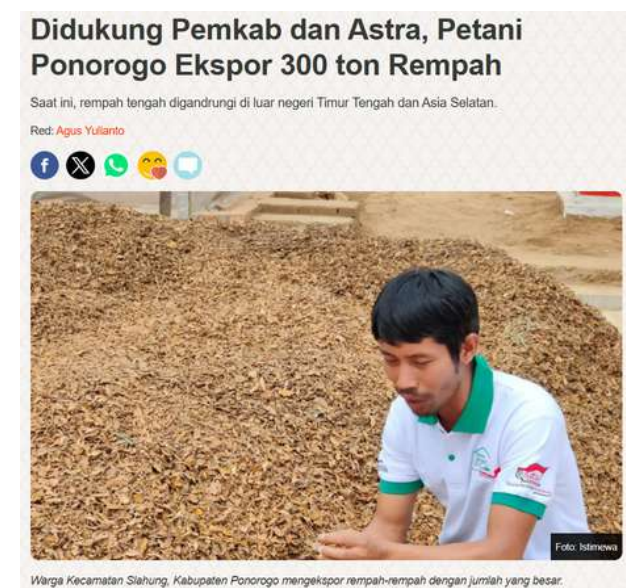 Didukung Pemkab dan Astra, Petani
Ponorogo Ekspor 300 ton Rempah
Saat ini, rempah tengah digandrungi di luar negeri Timur Tengah dan Asia Selatan.
Red: Agus Yulianto
Foto: Istimewa
Warga Kecamatan Slahung, Kabupaten Ponorogo mengekspor rempah-rempah dengan jumlah yang besar.